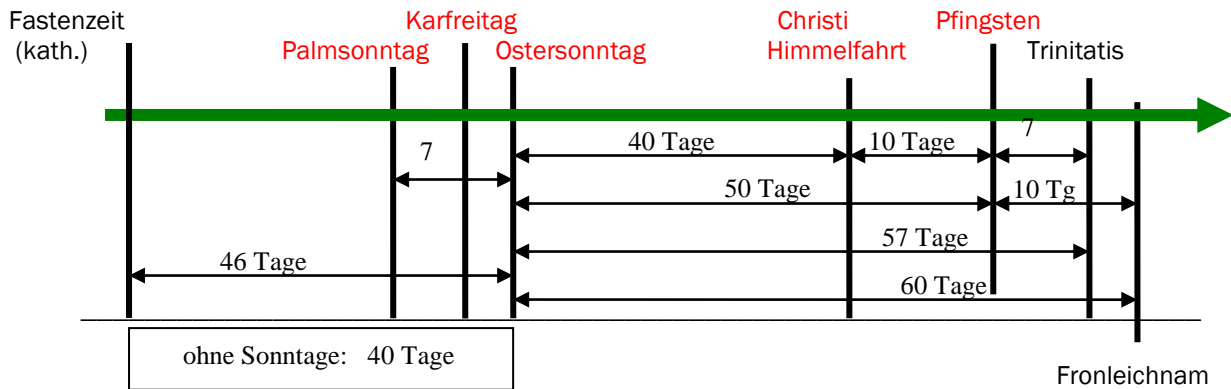 Fastenzeit
(kath.)
Karfreitag
Palmsonntag
Ostersonntag
Christi
Himmelfahrt
Pfingsten
Trinitatis
7
40 Tage
10 Tage
7
50 Tage
10 Tg
57 Tage
46 Tage
60 Tage
ohne Sonntage: 40 Tage
Fronleichnam